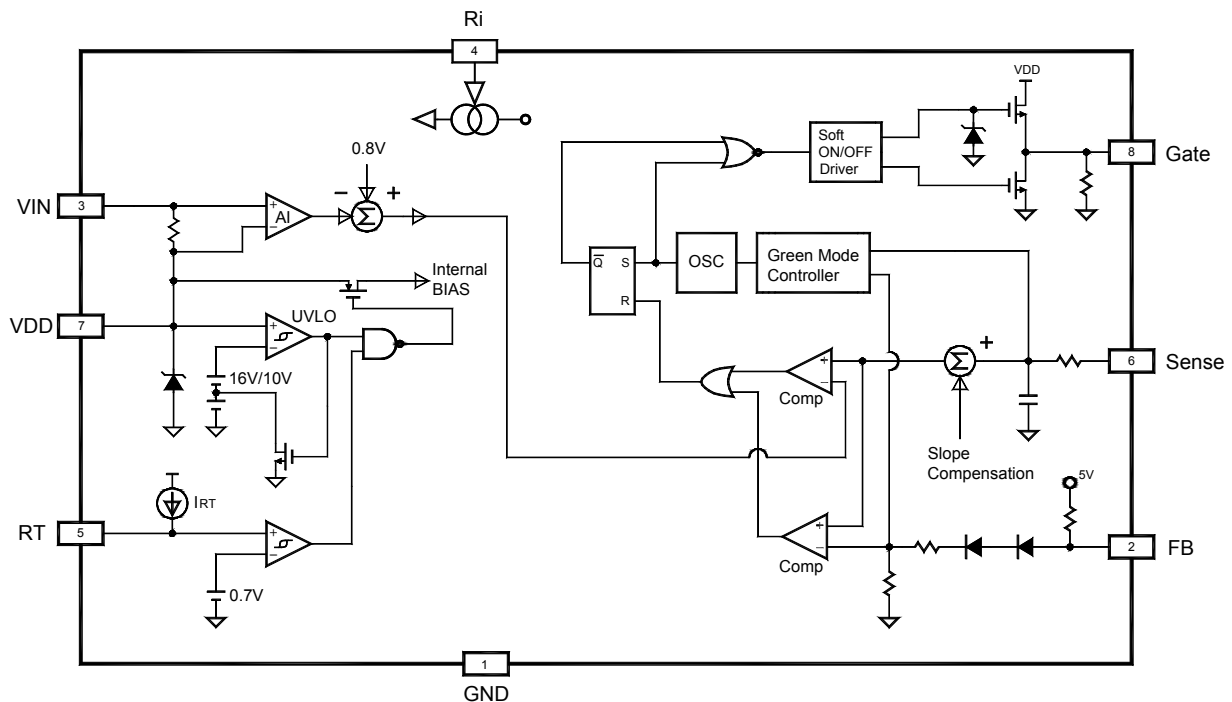 Ri
4
VDD
0.8V
Soft
ON/OFF
Driver
8
Gate
VIN
3
+
−
AI
−
Σ
+
Q
S
R
OSC
Green Mode
Controller
Internal
BIAS
VDD
7
UVLO
+
−
16V/10V
+
−
Comp
Σ
+
6
Sense
Slope
Compensation
5V
IRT
RT
5
+
−
0.7V
+
−
Comp
2
FB
1
GND